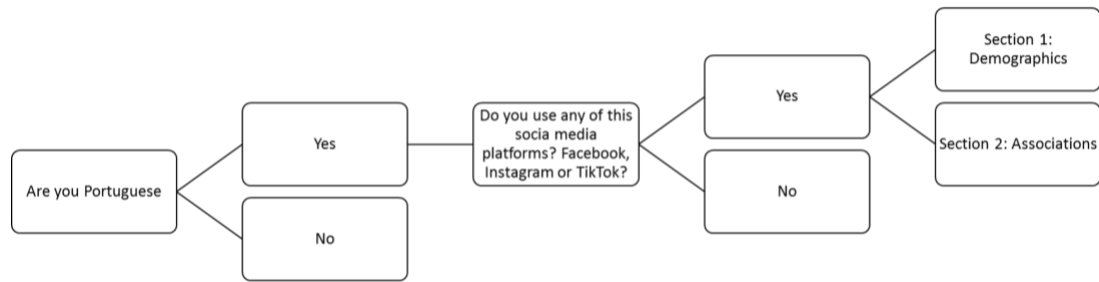 Are you Portuguese
Yes
No
Do you use any of this
socia media
platforms? Facebook,
Instagram or TikTok?
Yes
No
Section 1:
Demographics
Section 2: Associations